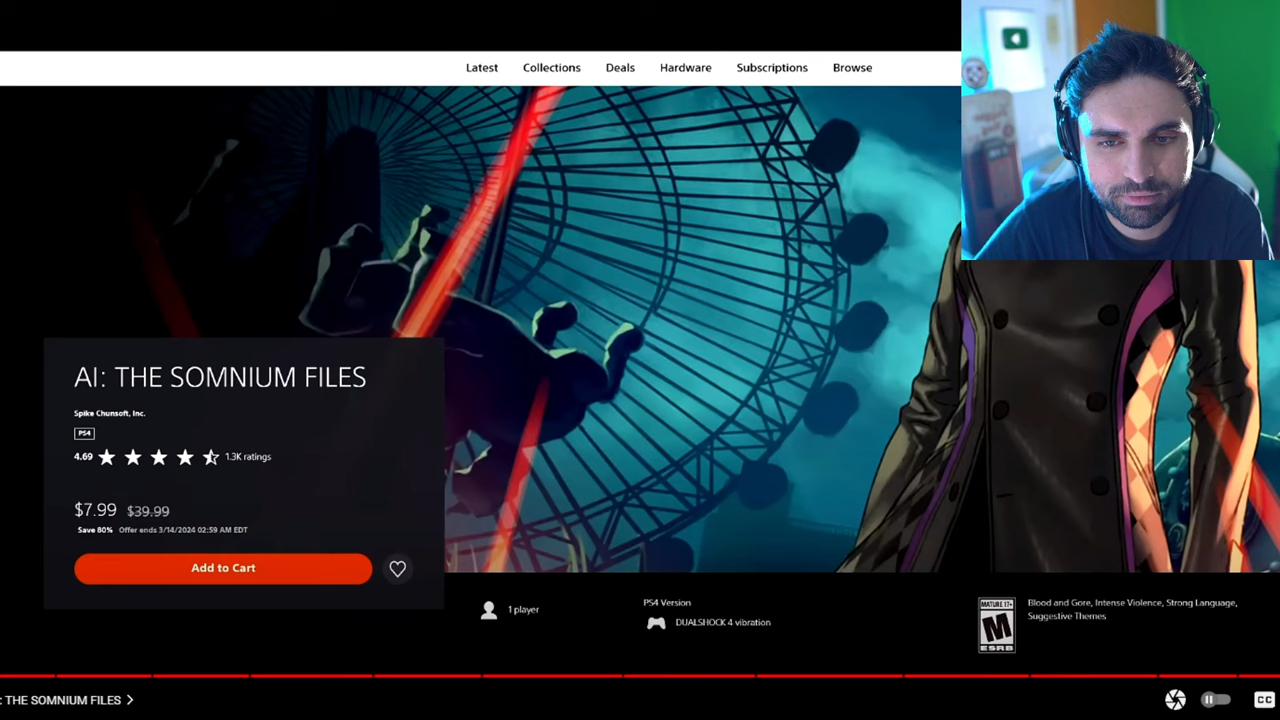 Latest Collections Deals Hardware Subscriptions Browse
AI: THE SOMNIUM FILES
Spike Chunsoft, Inc.
PS4
4.69 1.3K ratings
$7.99 $39.99
Save 80% Offer ends 3/14/2024 02:59 AM EDT
Add to Cart
1 player
PS4 Version
DUALSHOCK 4 vibration
MATURE 17+
M
ESRB
Blood and Gore, Intense Violence, Strong Language,
Suggestive Themes
: THE SOMNIUM FILES
CC